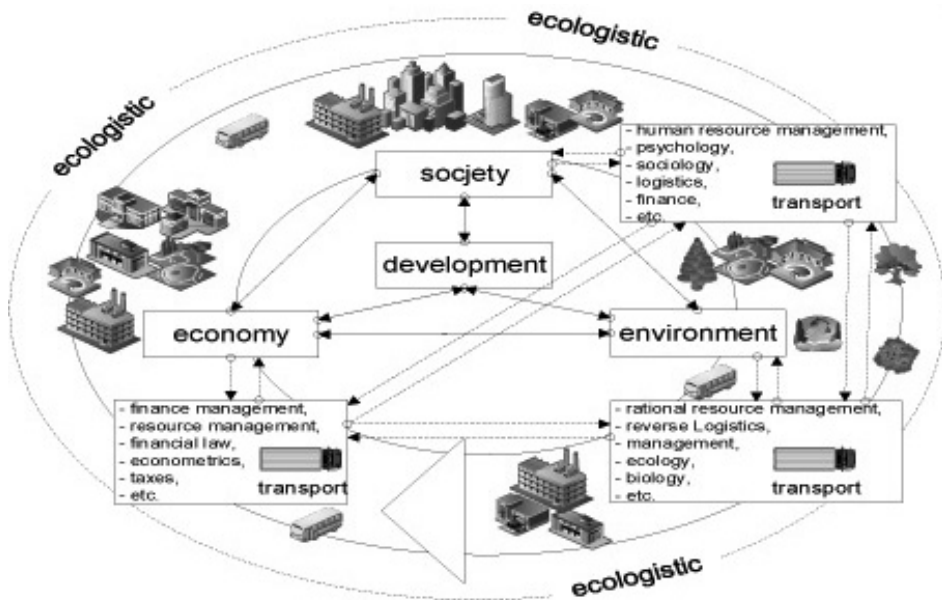 ecologistic
ecologistic
- human resource management,
- psychology,
- sociology,
- logistics,
- finance,
- etc.
transport
socjety
development
economy
environment
- finance management,
- resource management,
- financial law,
- econometrics,
- taxes,
- etc.
transport
- rational resource management,
- reverse Logistics,
- management,
- ecology,
- biology,
- etc.
transport
ecologistic